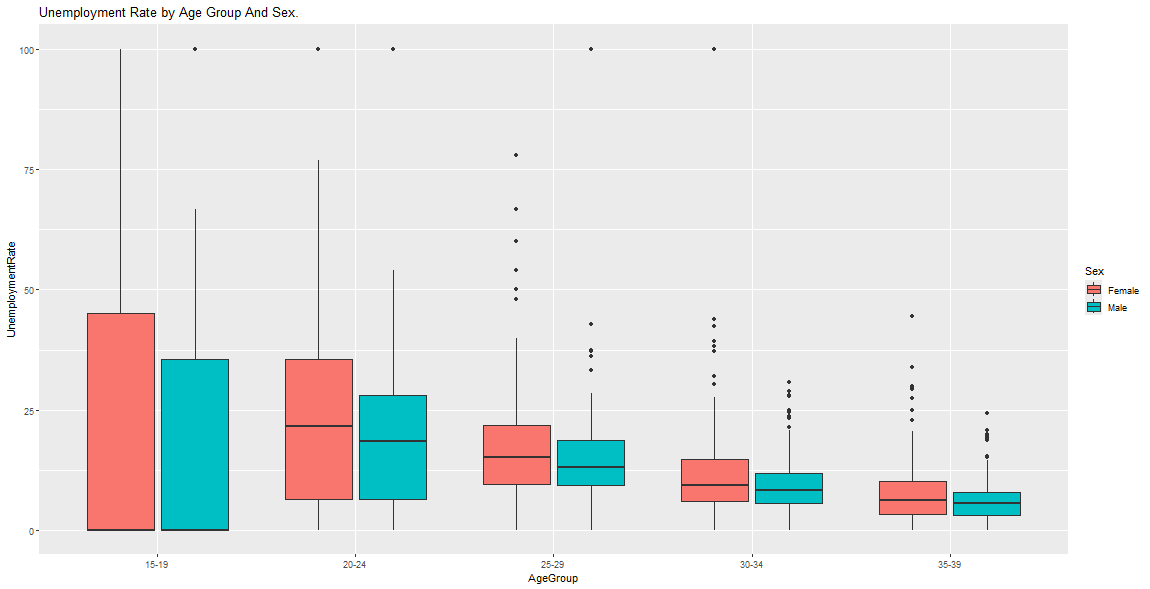 Unemployment Rate by Age Group And Sex.
100
75
50
25
0
UnemploymentRate
15-19
20-24
25-29
30-34
35-39
AgeGroup
Sex
Female
Male